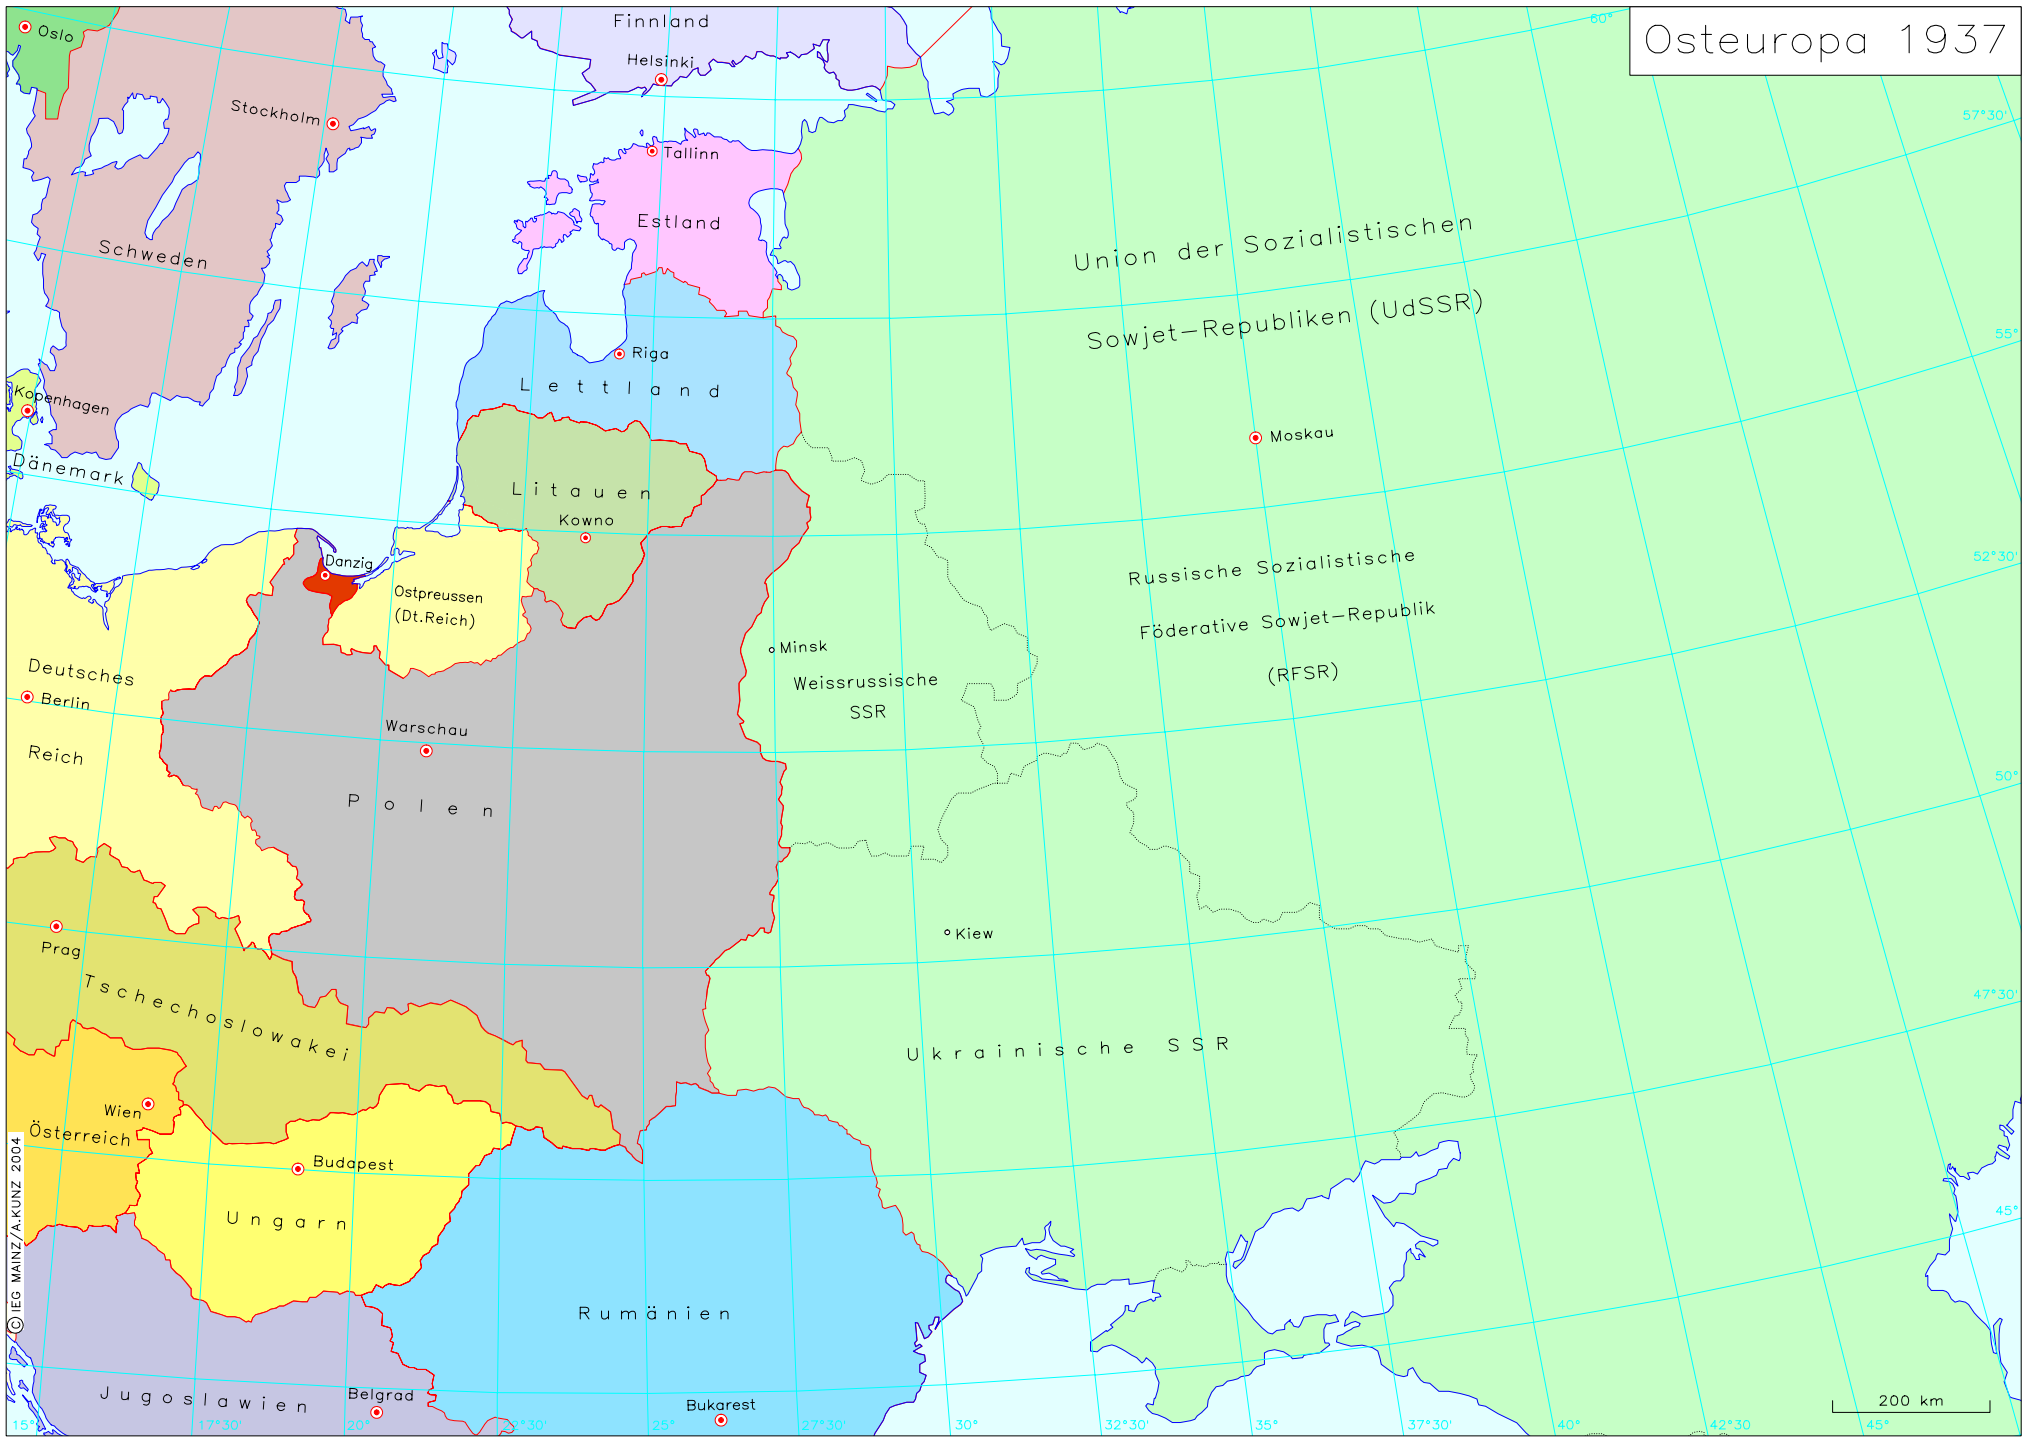 Osteuropa 1937
Finnland
Oslo
Helsinki
Stockholm
Tallinn
Estland
Schweden
Union der Sozialistischen
Sowjet-Republiken (UdSSR)
Riga
Lettland
Kopenhagen
Moskau
Dänemark
Litauen
Kowno
Danzig
Ostpreussen
(Dt.Reich)
Russische Sozialistische
Föderative Sowjet-Republik
(RFSR)
Minsk
Weissrussische
SSR
Deutsches
Berlin
Reich
Warschau
Polen
Kiew
Prag
Tschechoslowakei
Ukrainische SSR
Wien
Österreich
Budapest
Ungarn
Rumänien
Jugoslawien
Belgrad
Bukarest
200 km
60°
57°30'
55°
52°30'
50°
47°30'
45°
15°
17°30'
20°
22°30'
25°
27°30'
30°
32°30'
35°
37°30'
40°
42°30'
45°
© IEG MAINZ/A.KUNZ 2004